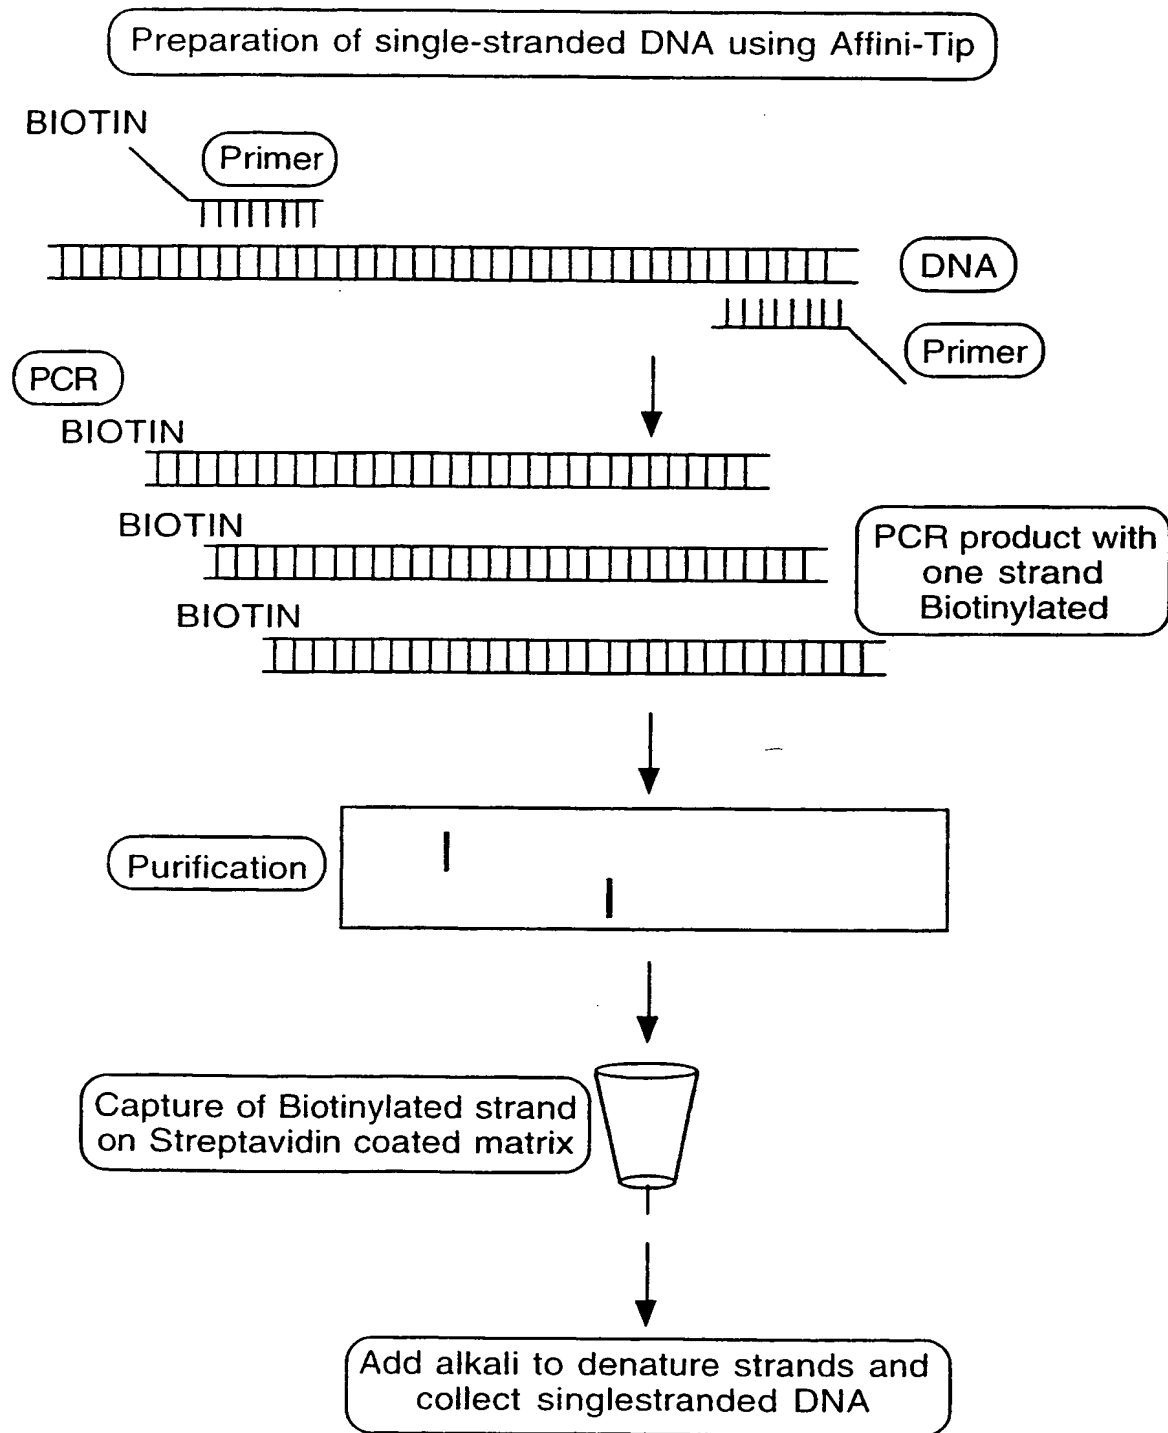 Preparation of single-stranded DNA using Affini-Tip
BIOTIN
Primer
DNA
Primer
PCR
BIOTIN
BIOTIN
PCR product with
one strand
Biotinylated
BIOTIN
Purification
Capture of Biotinylated strand
on Streptavidin coated matrix
Add alkali to denature strands and
collect singlestranded DNA